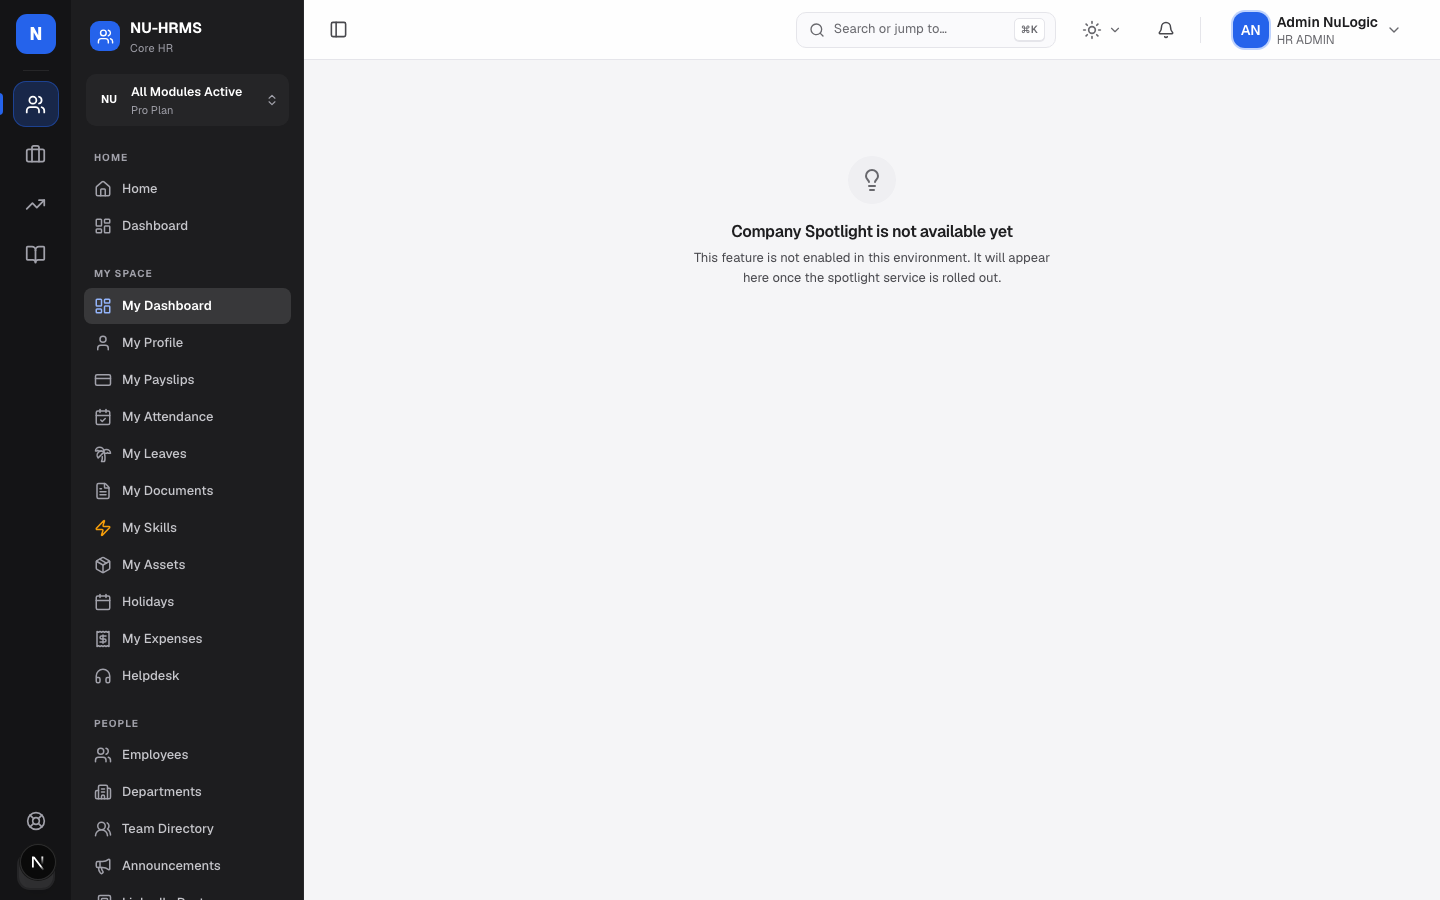 N
NU-HRMS
Core HR
NU
All Modules Active
Pro Plan
HOME
Home
Dashboard
MY SPACE
My Dashboard
My Profile
My Payslips
My Attendance
My Leaves
My Documents
My Skills
My Assets
Holidays
My Expenses
Helpdesk
PEOPLE
Employees
Departments
Team Directory
Announcements
N
Search or jump to...
⌘K
AN
Admin NuLogic
HR ADMIN
Company Spotlight is not available yet
This feature is not enabled in this environment. It will appear
here once the spotlight service is rolled out.